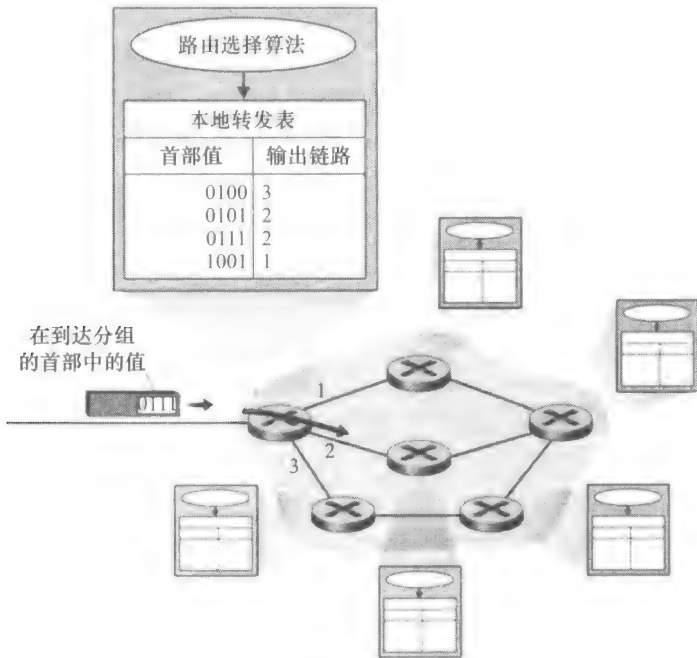 路由选择算法
本地转发表
首部值 输出链路
0100 3
0101 2
0111 2
1001 1
在到达分组
的首部中的值
0111
1
2
3